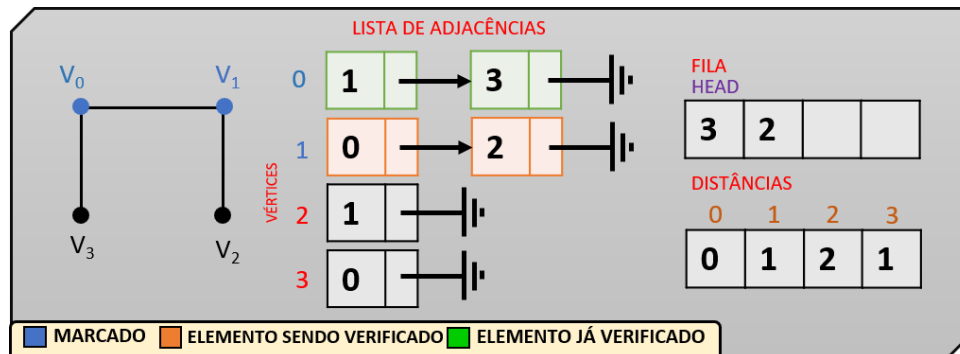 LISTA DE ADJACÊNCIAS
V0 V1
V3 V2
VÉRTICES
0 1 3
1 0 2
2 1
3 0
FILA
HEAD
3 2
DISTÂNCIAS
0 1 2 3
0 1 2 1
MARCADO ELEMENTO SENDO VERIFICADO ELEMENTO JÁ VERIFICADO